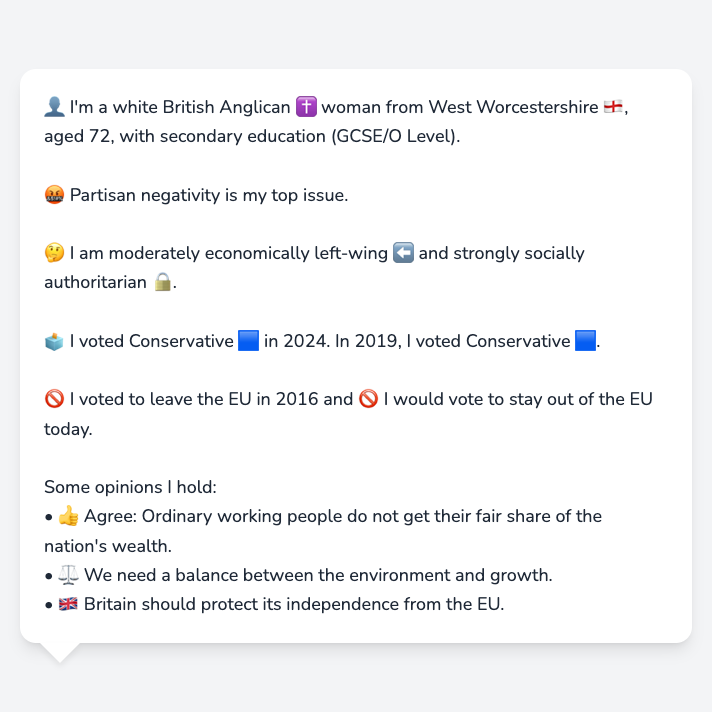 👤 I'm a white British Anglican ✝️ woman from West Worcestershire 🏴󠁧󠁢󠁥󠁮󠁧󠁿,
aged 72, with secondary education (GCSE/O Level).
🤬 Partisan negativity is my top issue.
🤔 I am moderately economically left-wing ⬅️ and strongly socially
authoritarian 🔒.
🗳️ I voted Conservative 🟦 in 2024. In 2019, I voted Conservative 🟦.
🚫 I voted to leave the EU in 2016 and 🚫 I would vote to stay out of the EU
today.
Some opinions I hold:
• 👍 Agree: Ordinary working people do not get their fair share of the
nation's wealth.
• ⚖️ We need a balance between the environment and growth.
• 🇬🇧 Britain should protect its independence from the EU.